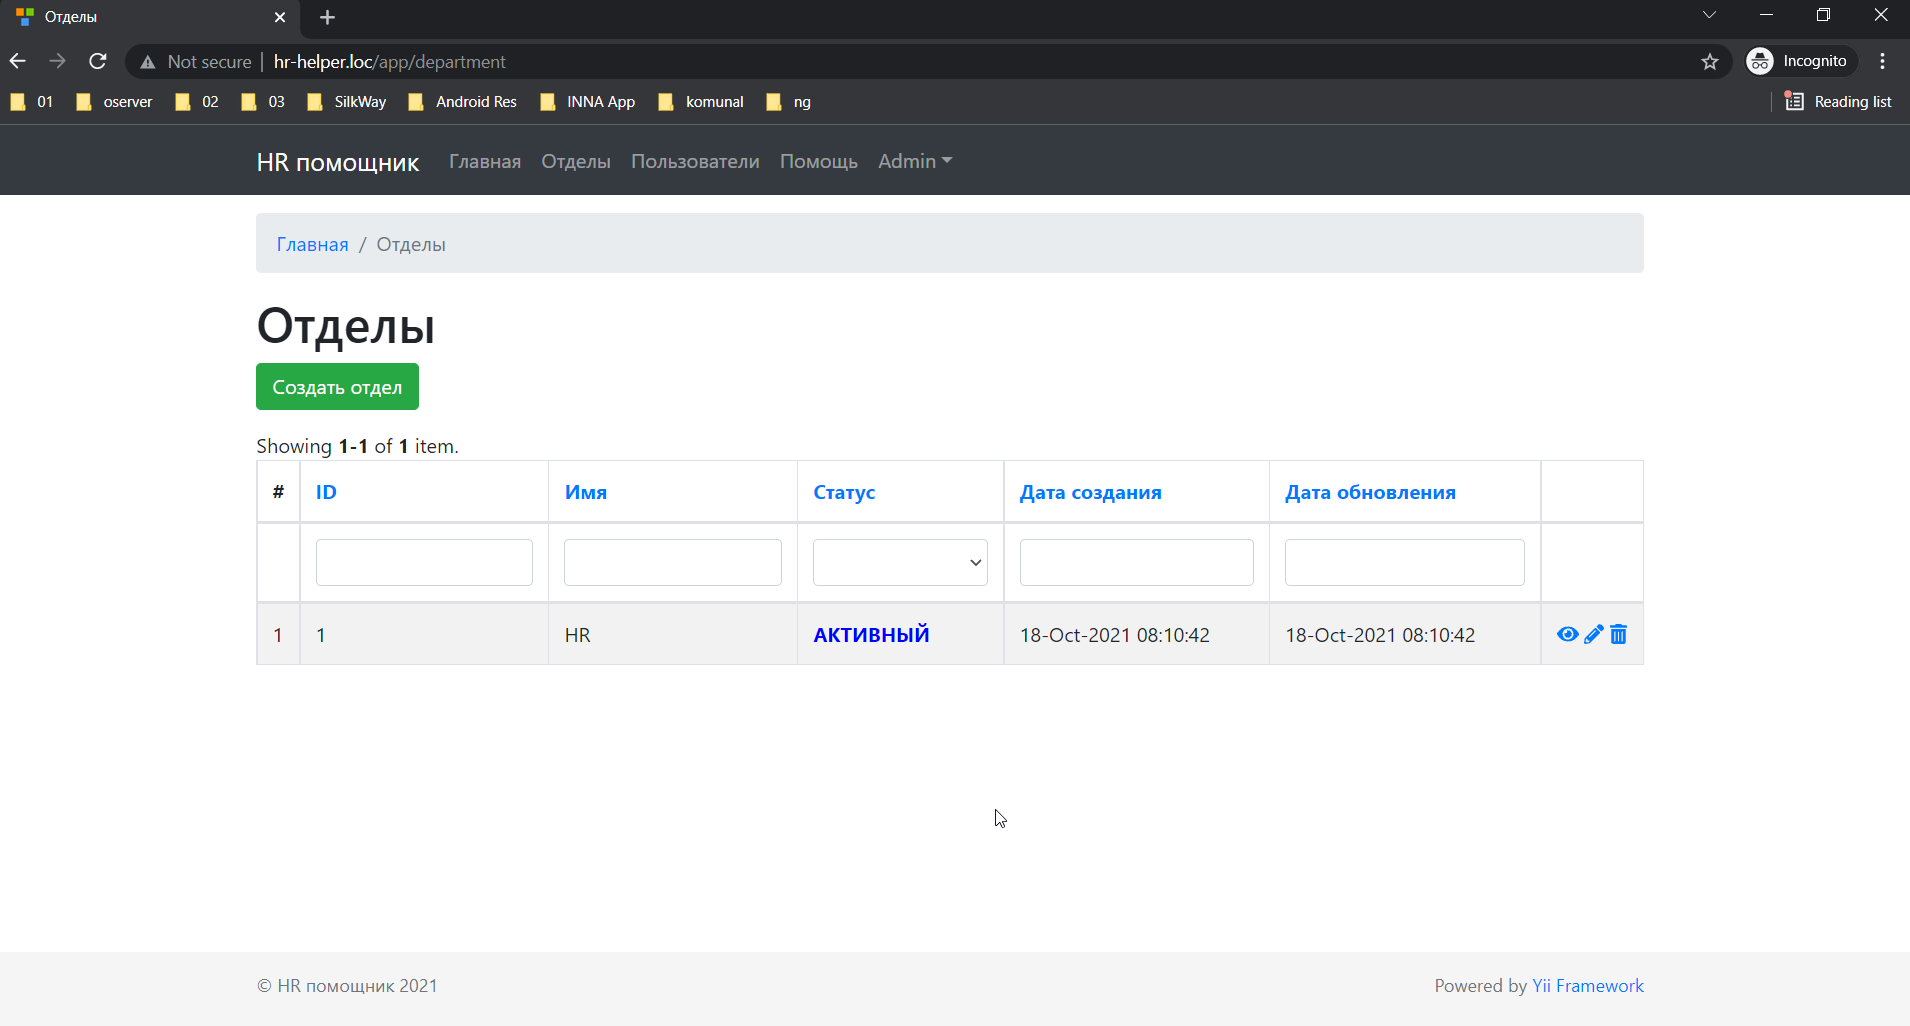 Отделы
Not secure hr-helper.loc/app/department
Incognito
01 oserver 02 03 SilkWay Android Res INNA App komunal ng
Reading list
HR помощник Главная Отделы Пользователи Помощь Admin
Главная / Отделы
Отделы
Создать отдел
Showing 1-1 of 1 item.
# ID Имя Статус Дата создания Дата обновления
1 1 HR АКТИВНЫЙ 18-Oct-2021 08:10:42 18-Oct-2021 08:10:42
© HR помощник 2021
Powered by Yii Framework